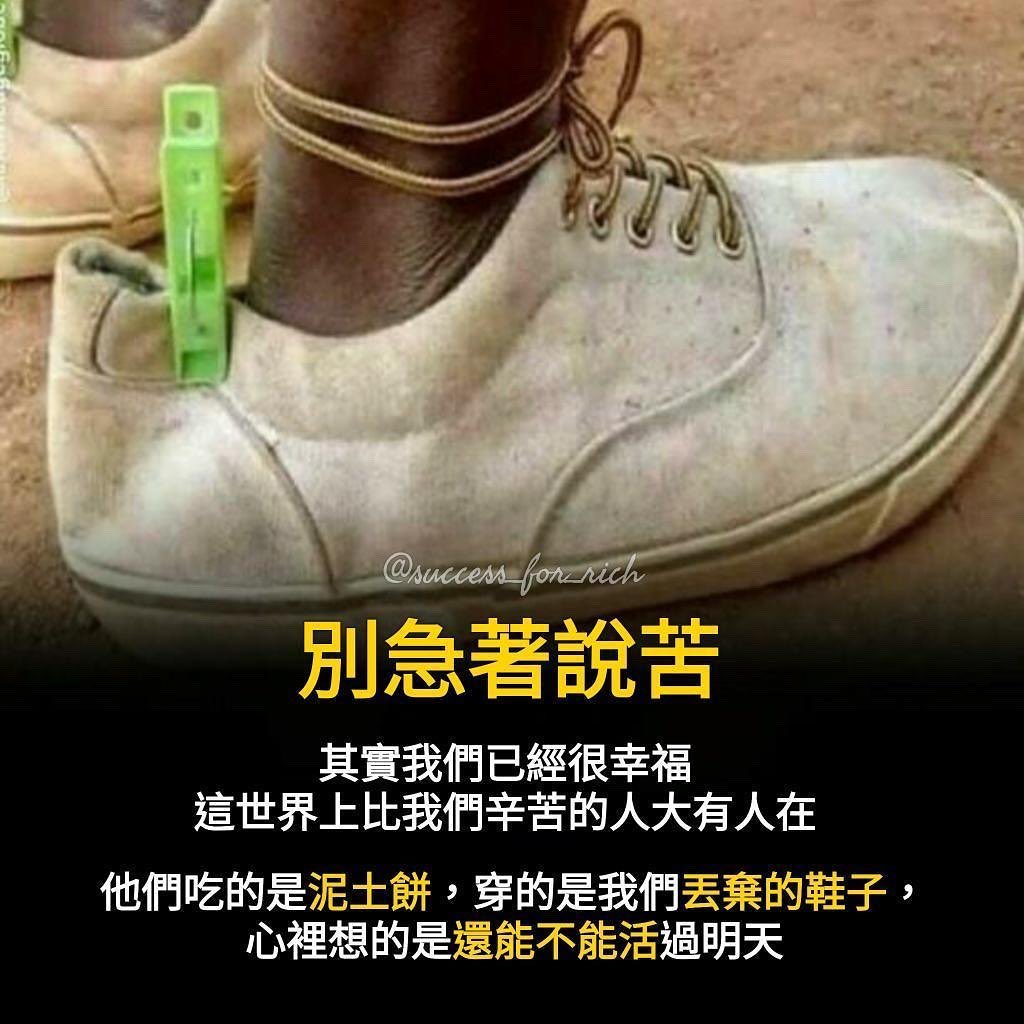 @success_for_rich
別急著說苦
其實我們已經很幸福
這世界上比我們辛苦的人大有人在
他們吃的是泥土餅，穿的是我們丟棄的鞋子，
心裡想的是還能不能活過明天